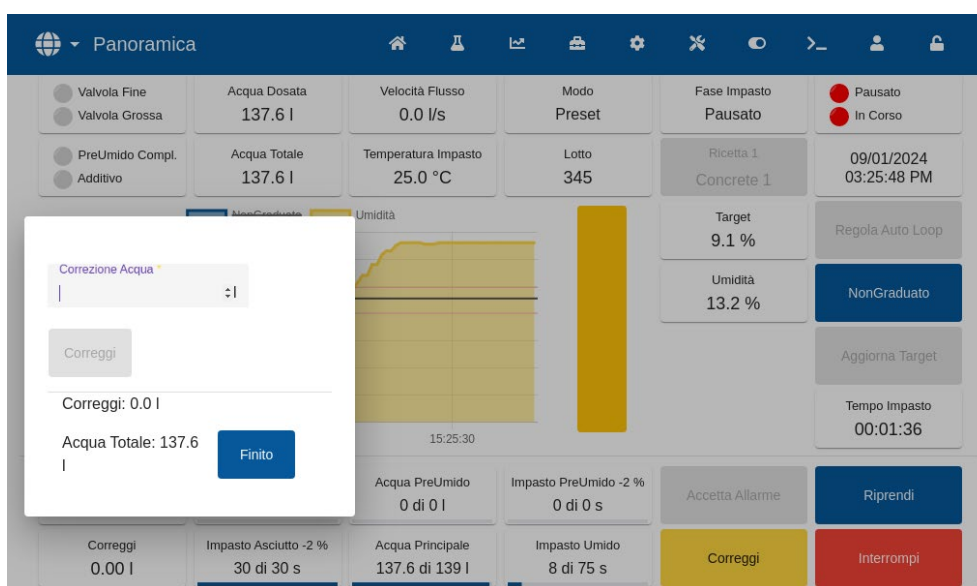 Panoramica
>_
Valvola Fine
Valvola Grossa
Acqua Dosata
137.6 l
Velocità Flusso
0.0 l/s
Modo
Preset
Fase Impasto
Pausato
Pausato
In Corso
PreUmido Compl.
Additivo
Acqua Totale
137.6 l
Temperatura Impasto
25.0 °C
Lotto
345
Ricetta 1
Concrete 1
09/01/2024
03:25:48 PM
NonGraduato
Umidità
Target
9.1 %
Regola Auto Loop
Umidità
13.2 %
NonGraduato
Aggiorna Target
Tempo Impasto
00:01:36
15:25:30
Correzione Acqua *
l
Correggi
Correggi: 0.0 l
Acqua Totale: 137.6
l
Finito
Acqua PreUmido
0 di 0 l
Impasto PreUmido -2 %
0 di 0 s
Accetta Allarme
Riprendi
Correggi
0.00 l
Impasto Asciutto -2 %
30 di 30 s
Acqua Principale
137.6 di 139 l
Impasto Umido
8 di 75 s
Correggi
Interrompi